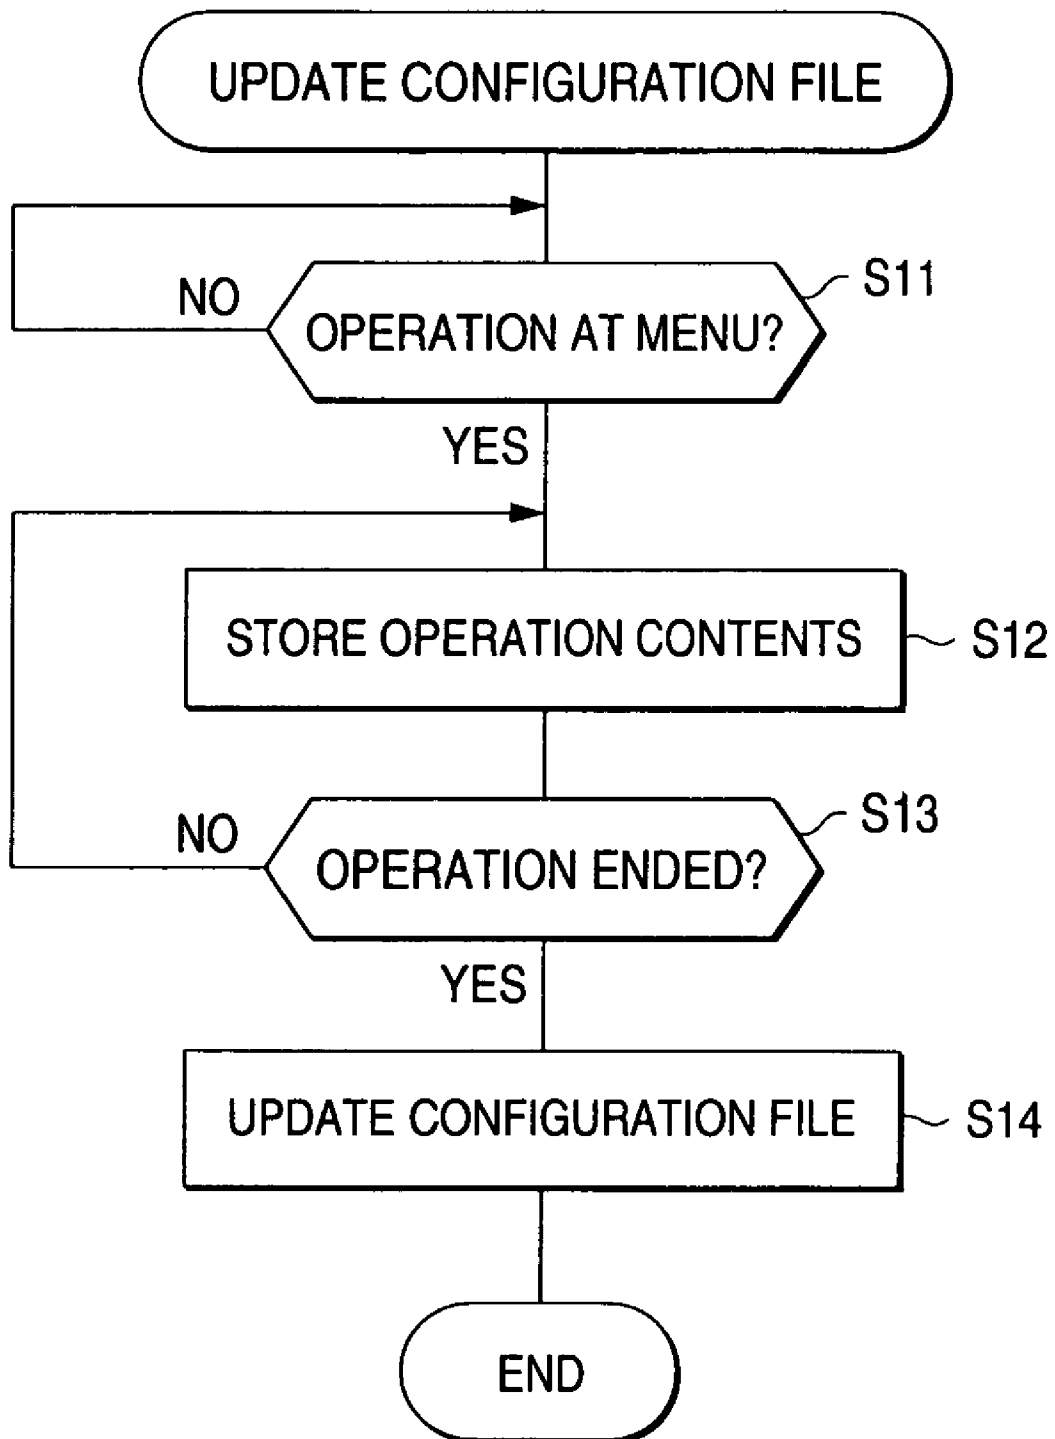 UPDATE CONFIGURATION FILE
S11
NO
OPERATION AT MENU?
YES
STORE OPERATION CONTENTS
S12
S13
NO
OPERATION ENDED?
YES
UPDATE CONFIGURATION FILE
S14
END